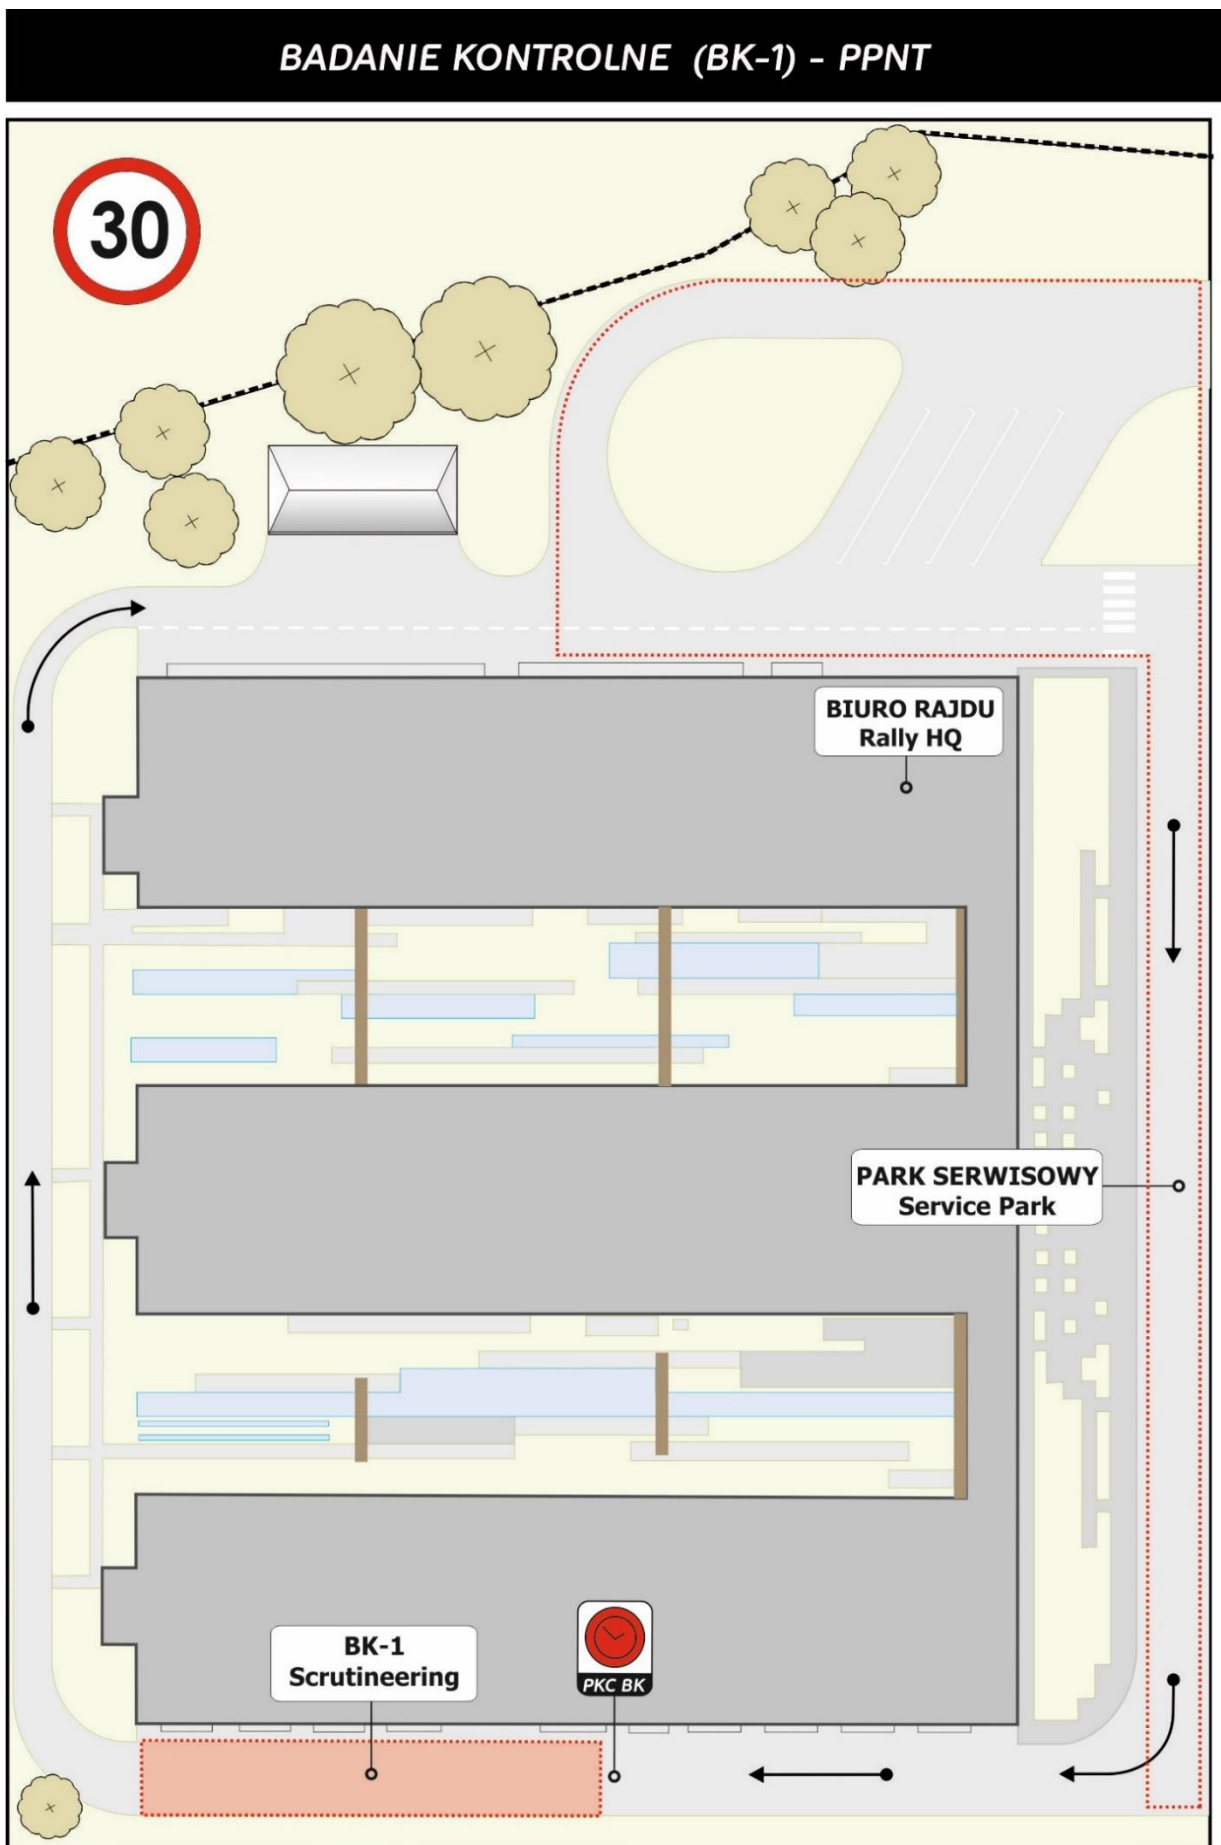 BADANIE KONTROLNE (BK-1) - PPNT
30
BIURO RAJDU
Rally HQ
PARK SERWISOWY
Service Park
BK-1
Scrutineering
PKC BK